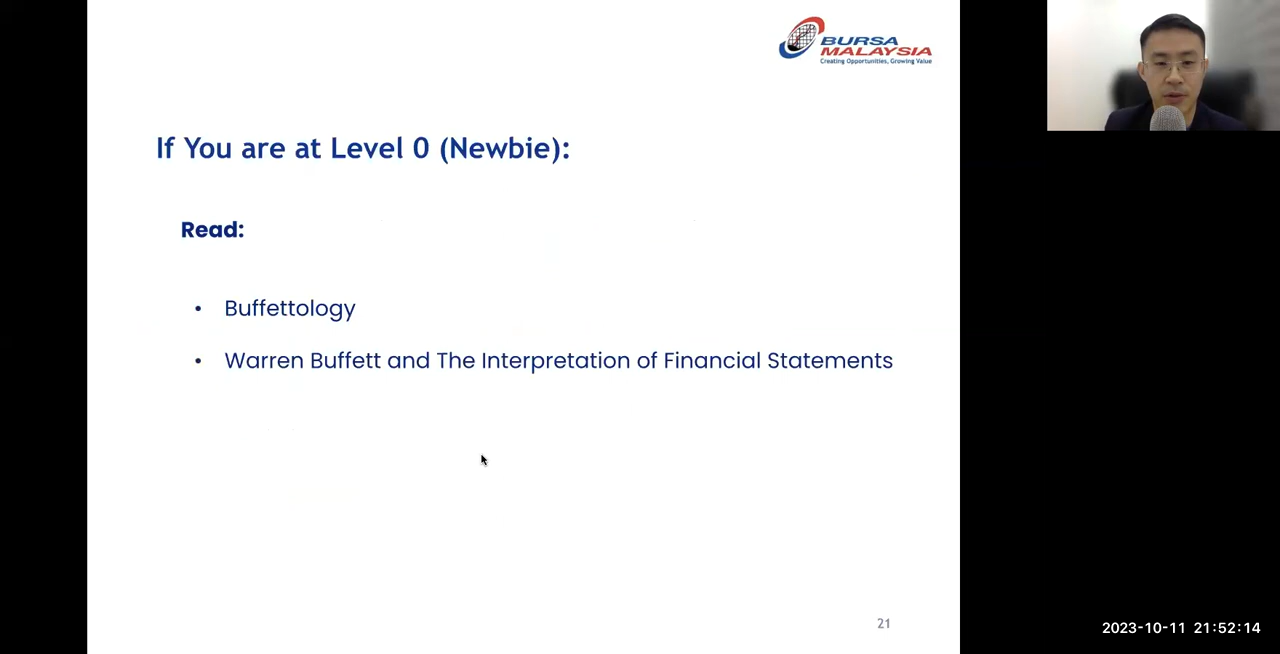 BURSA
MALAYSIA
Creating Opportunities, Growing Value
If You are at Level 0 (Newbie):
Read:
• Buffettology
• Warren Buffett and The Interpretation of Financial Statements
21
2023-10-11 21:52:14